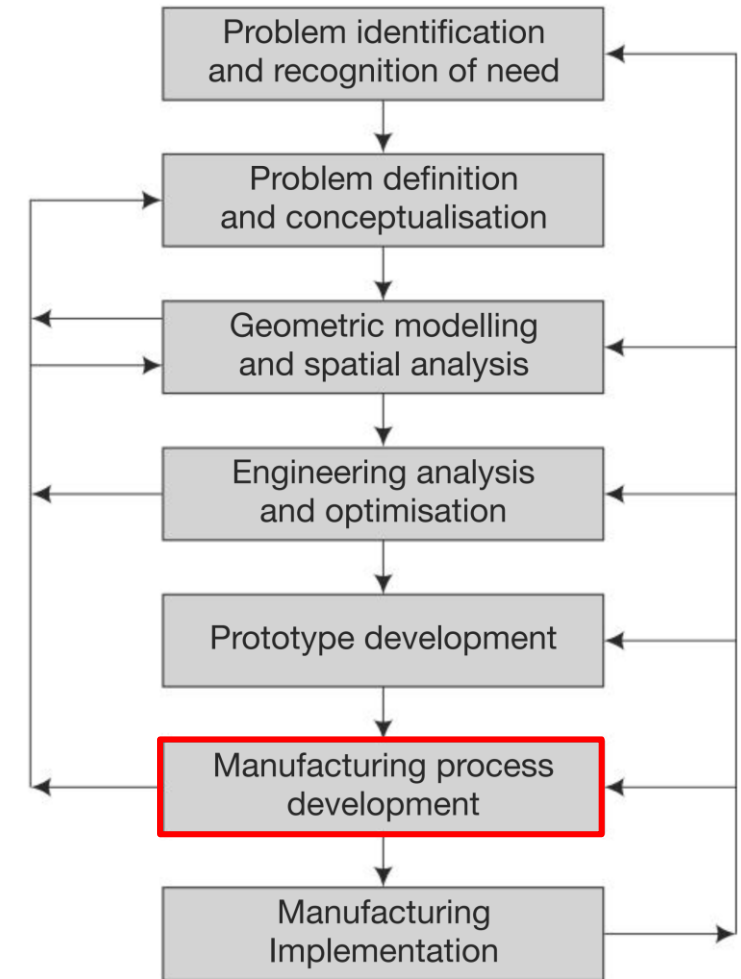 Problem identification
and recognition of need
Problem definition
and conceptualisation
Geometric modelling
and spatial analysis
Engineering analysis
and optimisation
Prototype development
Manufacturing process
development
Manufacturing
Implementation